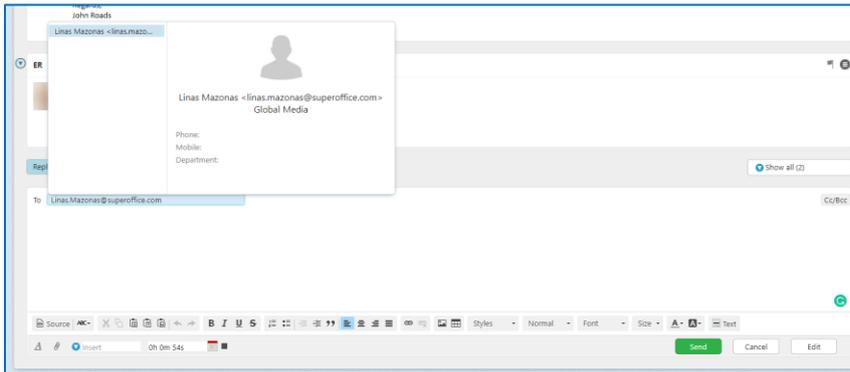 Regards,
John Roads
Linas Mazonas <linas.mazo...
Linas Mazonas <linas.mazonas@superoffice.com>
Global Media
Phone:
Mobile:
Department:
ER
Repl
Show all (2)
To Linas.Mazonas@superoffice.com Cc/Bcc
Source ABC B I U S Styles Normal Font Size A A Text
A Insert 0h 0m 54s Send Cancel Edit